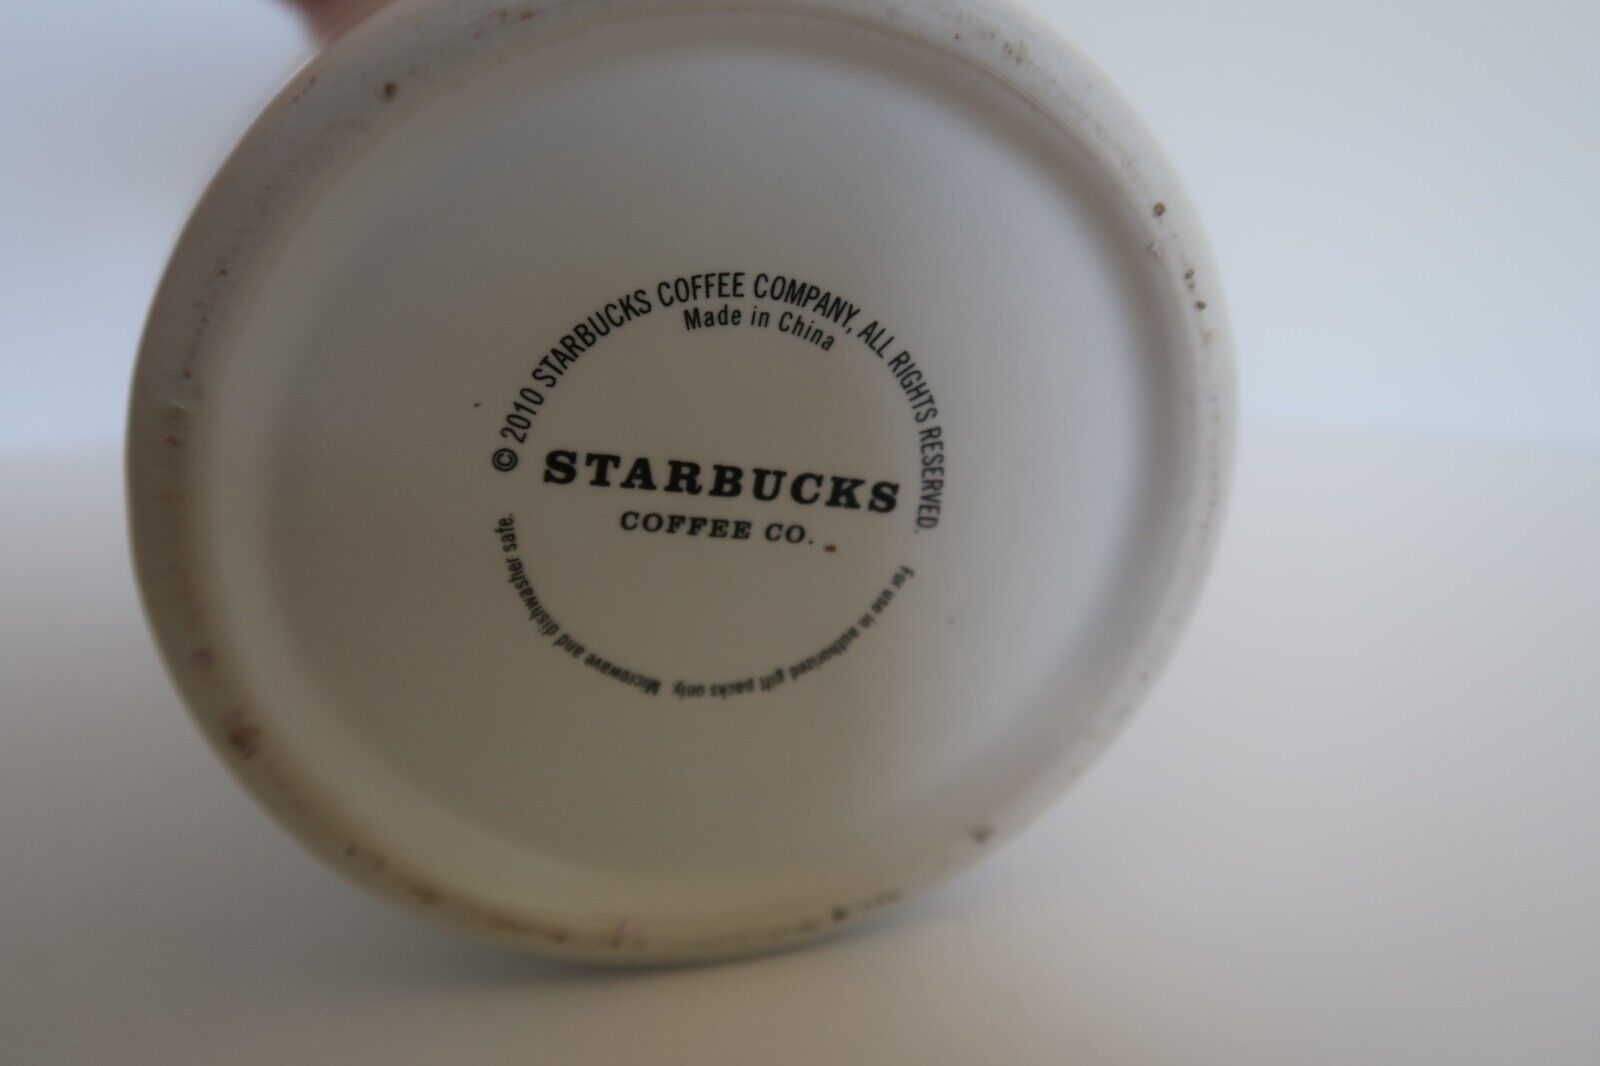 © 2010 STARBUCKS COFFEE COMPANY, ALL RIGHTS RESERVED.
Made in China
STARBUCKS
COFFEE CO.
For use in authorized gift packs only. Microwave and dishwasher safe.